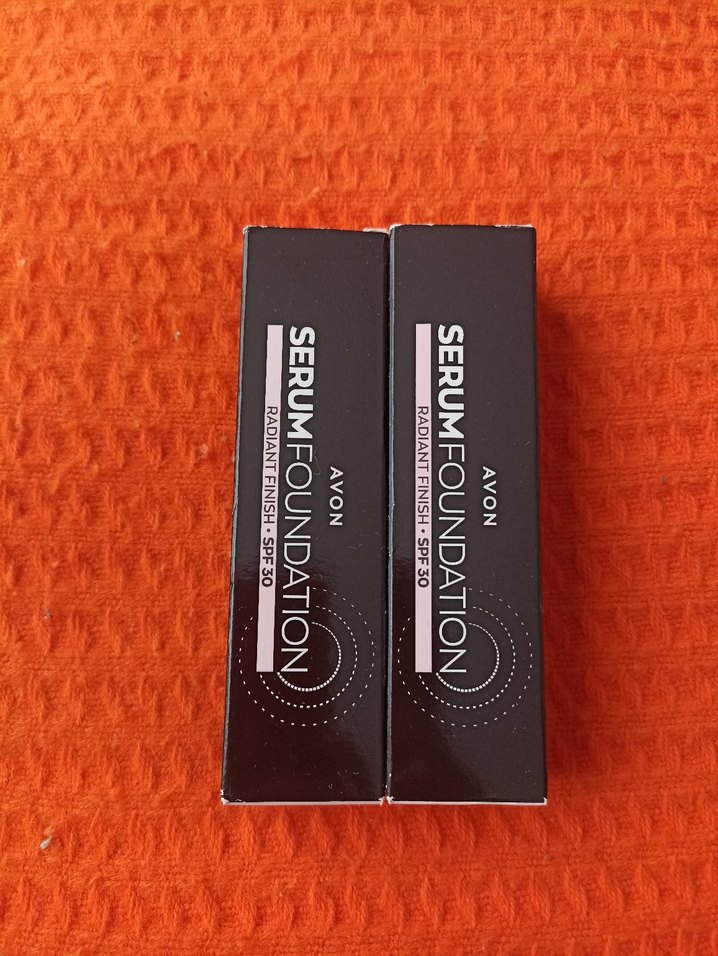 AVON
SERUMFOUNDATION
RADIANT FINISH • SPF 30
AVON
SERUMFOUNDATION
RADIANT FINISH • SPF 30